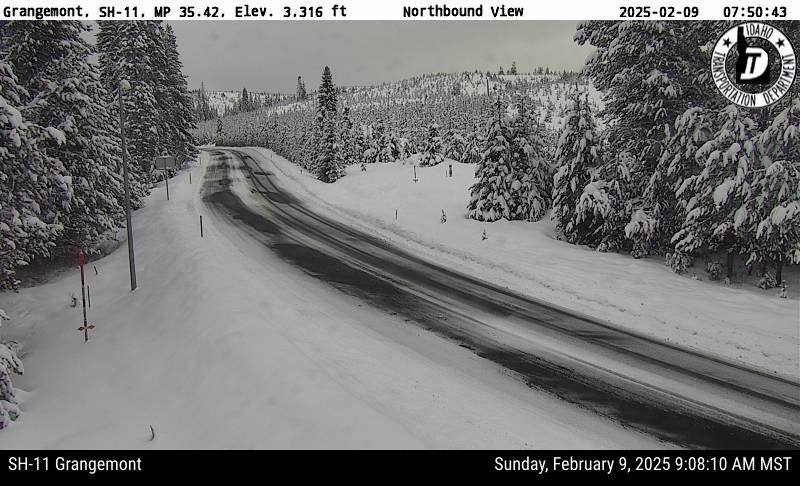 Grangemont, SH-11, MP 35.42, Elev. 3,316 ft Northbound View 2025-02-09 07:50:43
IDAHO
TRANSPORTATION DEPARTMENT
SH-11 Grangemont Sunday, February 9, 2025 9:08:10 AM MST